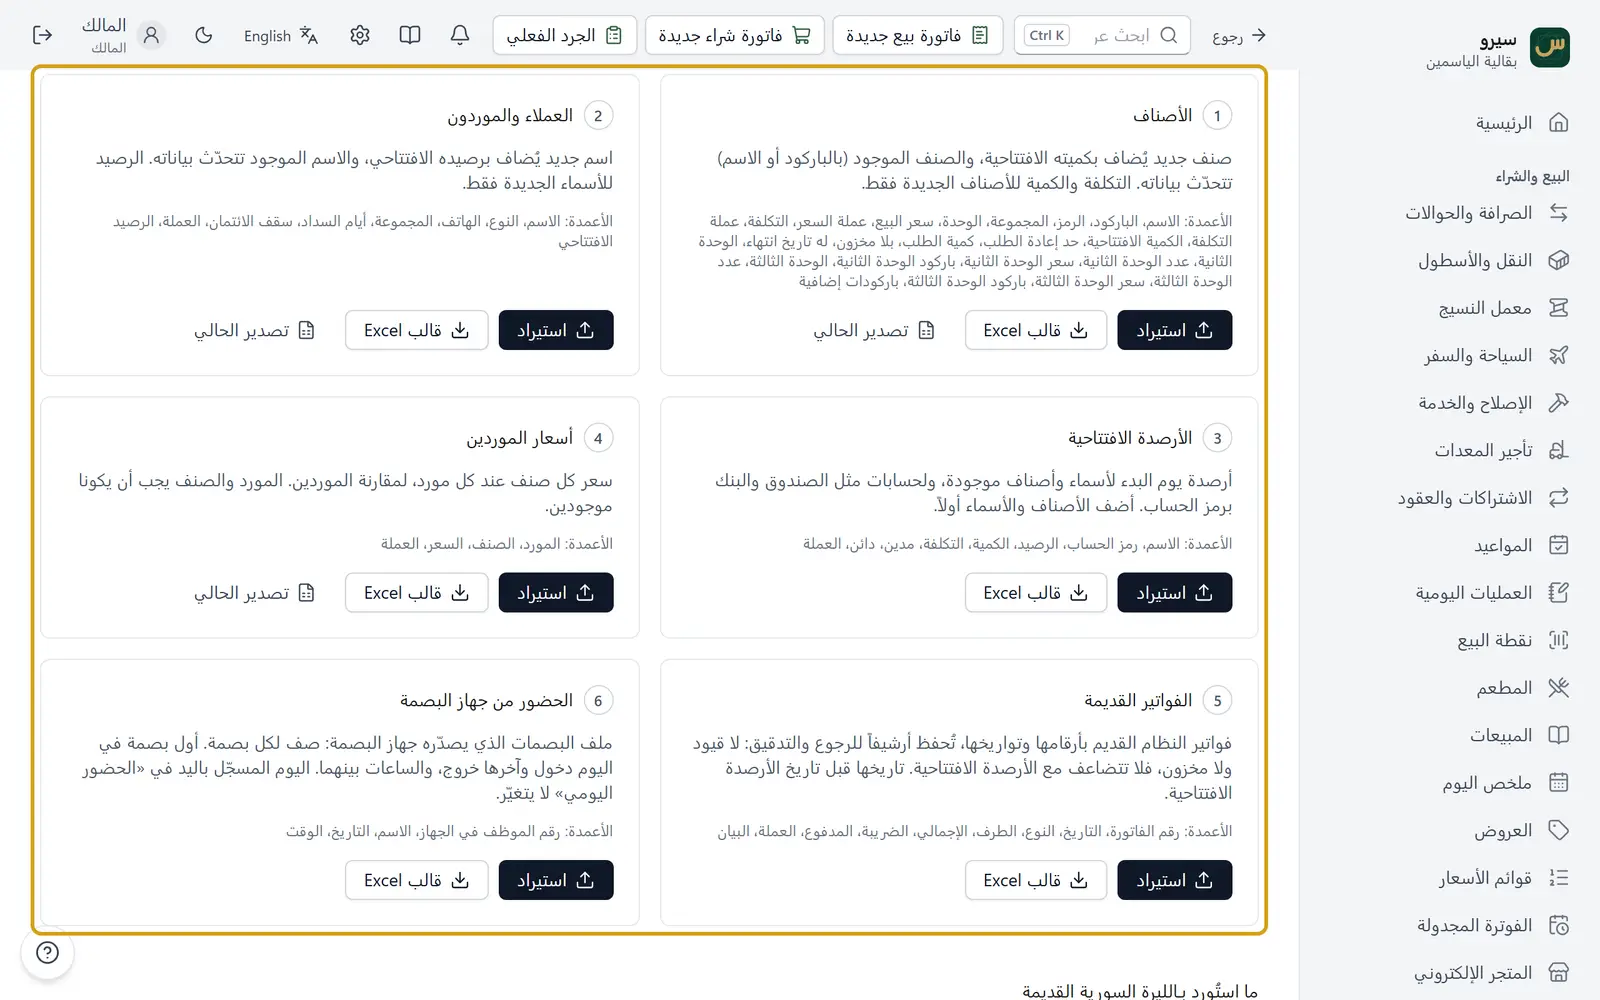 سيرو
بقالية الياسمين
رجوع
ابحث عر
Ctrl K
فاتورة بيع جديدة
فاتورة شراء جديدة
الجرد الفعلي
English
المالك
المالك
الرئيسية
البيع والشراء
الصرافة والحوالات
النقل والأسطول
معمل النسيج
السياحة والسفر
الإصلاح والخدمة
تأجير المعدات
الاشتراكات والعقود
المواعيد
العمليات اليومية
نقطة البيع
المطعم
المبيعات
ملخص اليوم
العروض
قوائم الأسعار
الفوترة المجدولة
المتجر الإلكتروني
1 الأصناف
صنف جديد يُضاف بكميته الافتتاحية، والصنف الموجود (بالباركود أو الاسم)
تتحدّث بياناته. التكلفة والكمية للأصناف الجديدة فقط.
الأعمدة: الاسم، الباركود، الرمز، المجموعة، الوحدة، سعر البيع، عملة السعر، التكلفة، عملة
التكلفة، الكمية الافتتاحية، حد إعادة الطلب، كمية الطلب، بلا مخزون، له تاريخ انتهاء، الوحدة
الثانية، عدد الوحدة الثانية، سعر الوحدة الثانية، باركود الوحدة الثانية، الوحدة الثالثة، عدد
الوحدة الثالثة، سعر الوحدة الثالثة، باركود الوحدة الثالثة، باركودات إضافية
استيراد
قالب Excel
تصدير الحالي
2 العملاء والموردون
اسم جديد يُضاف برصيده الافتتاحي، والاسم الموجود تتحدّث بياناته. الرصيد
للأسماء الجديدة فقط.
الأعمدة: الاسم، النوع، الهاتف، المجموعة، أيام السداد، سقف الائتمان، العملة، الرصيد
الافتتاحي
استيراد
قالب Excel
تصدير الحالي
3 الأرصدة الافتتاحية
أرصدة يوم البدء لأسماء وأصناف موجودة، ولحسابات مثل الصندوق والبنك
برمز الحساب. أضف الأصناف والأسماء أولاً.
الأعمدة: الاسم، رمز الحساب، الرصيد، الكمية، التكلفة، مدين، دائن، العملة
استيراد
قالب Excel
4 أسعار الموردين
سعر كل صنف عند كل مورد، لمقارنة الموردين. المورد والصنف يجب أن يكونا
موجودين.
الأعمدة: المورد، الصنف، السعر، العملة
استيراد
قالب Excel
تصدير الحالي
5 الفواتير القديمة
فواتير النظام القديم بأرقامها وتواريخها، تُحفظ أرشيفاً للرجوع والتدقيق: لا قيود
ولا مخزون، فلا تتضاعف مع الأرصدة الافتتاحية. تاريخها قبل تاريخ الأرصدة
الافتتاحية.
الأعمدة: رقم الفاتورة، التاريخ، النوع، الطرف، الإجمالي، الضريبة، المدفوع، العملة، البيان
استيراد
قالب Excel
6 الحضور من جهاز البصمة
ملف البصمات الذي يصدّره جهاز البصمة: صف لكل بصمة. أول بصمة في
اليوم دخول وآخرها خروج، والساعات بينهما. اليوم المسجّل باليد في «الحضور
اليومي» لا يتغيّر.
الأعمدة: رقم الموظف في الجهاز، الاسم، التاريخ، الوقت
استيراد
قالب Excel
ما استُورد بالليرة السورية القديمة